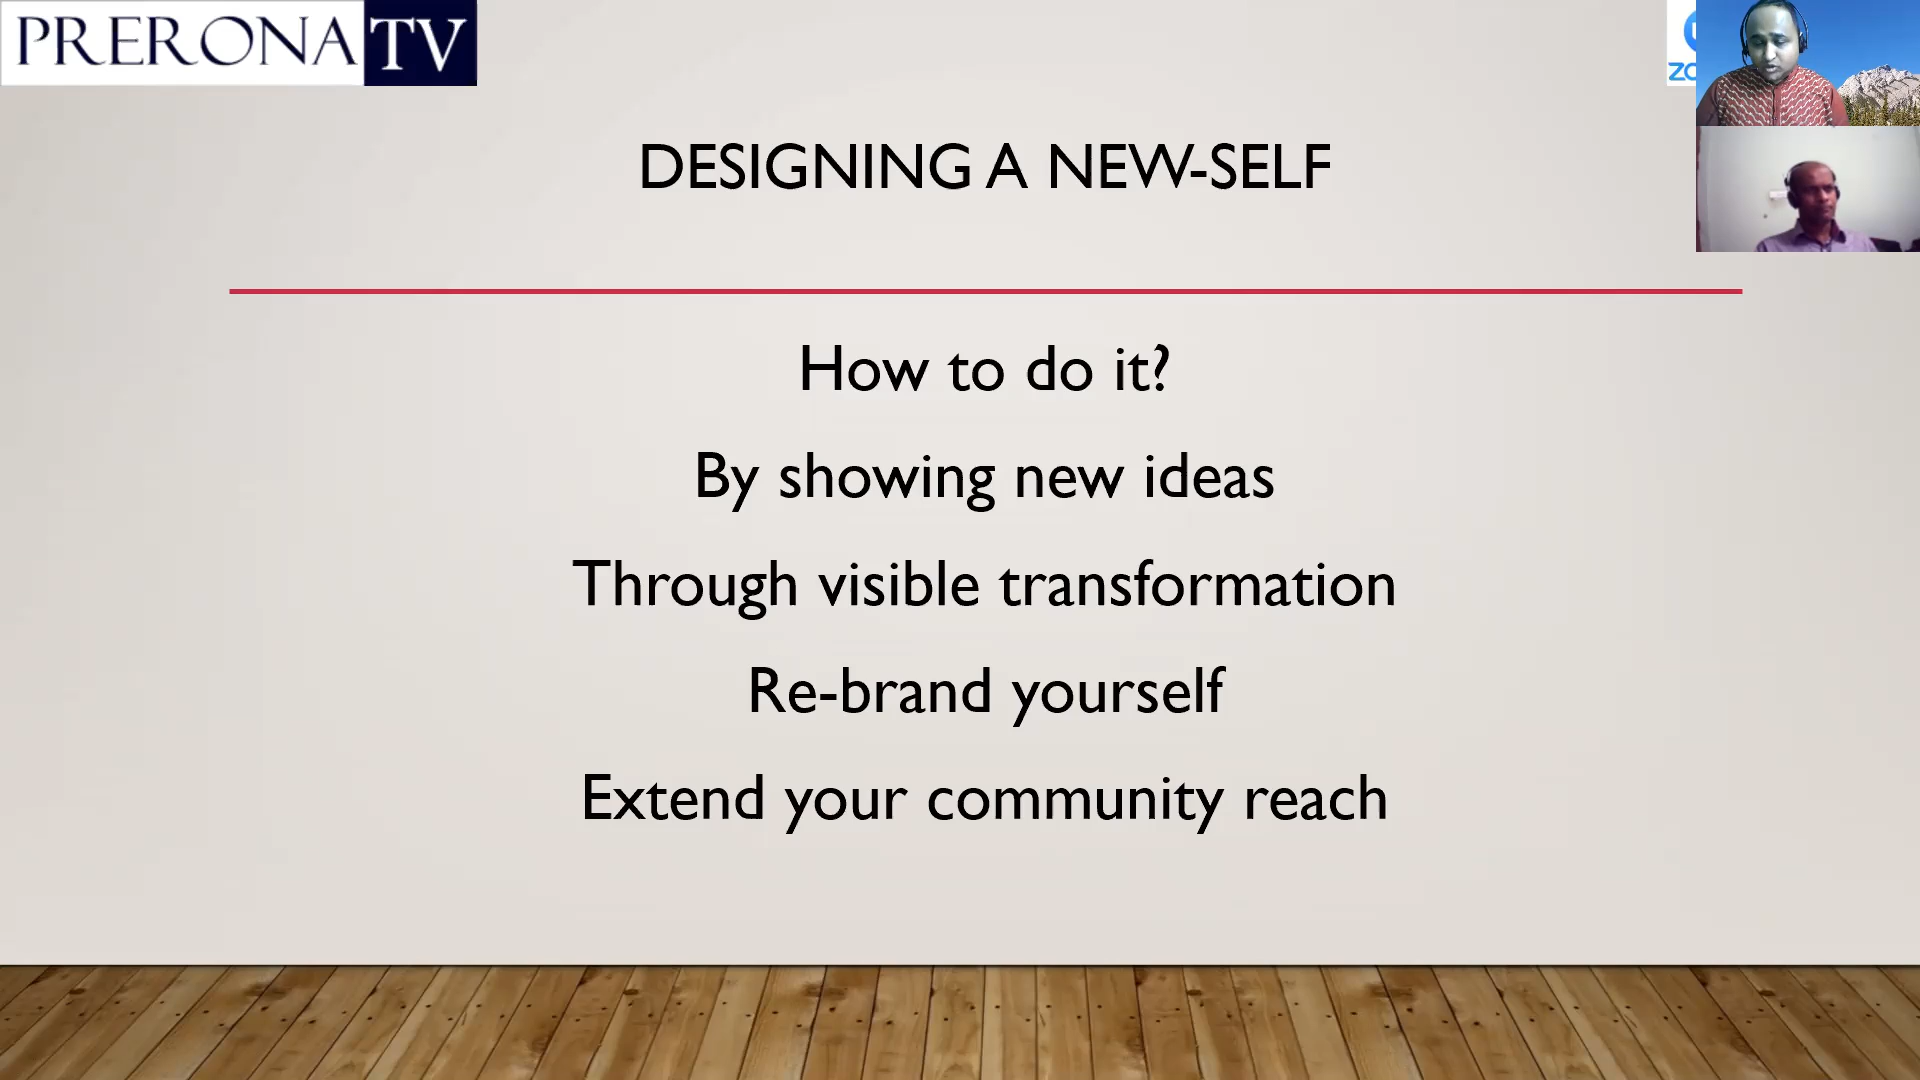 PRERONA TV
DESIGNING A NEW-SELF
How to do it?
By showing new ideas
Through visible transformation
Re-brand yourself
Extend your community reach